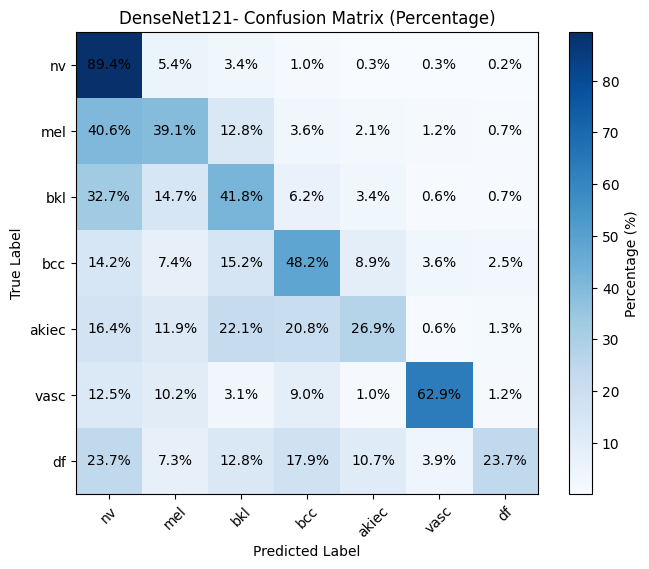 DenseNet121- Confusion Matrix (Percentage)
nv 89.4% 5.4% 3.4% 1.0% 0.3% 0.3% 0.2%
mel 40.6% 39.1% 12.8% 3.6% 2.1% 1.2% 0.7%
bkl 32.7% 14.7% 41.8% 6.2% 3.4% 0.6% 0.7%
bcc 14.2% 7.4% 15.2% 48.2% 8.9% 3.6% 2.5%
akiec 16.4% 11.9% 22.1% 20.8% 26.9% 0.6% 1.3%
vasc 12.5% 10.2% 3.1% 9.0% 1.0% 62.9% 1.2%
df 23.7% 7.3% 12.8% 17.9% 10.7% 3.9% 23.7%
nv mel bkl bcc akiec vasc df
Predicted Label
True Label
80
70
60
50
40
30
20
10
Percentage (%)